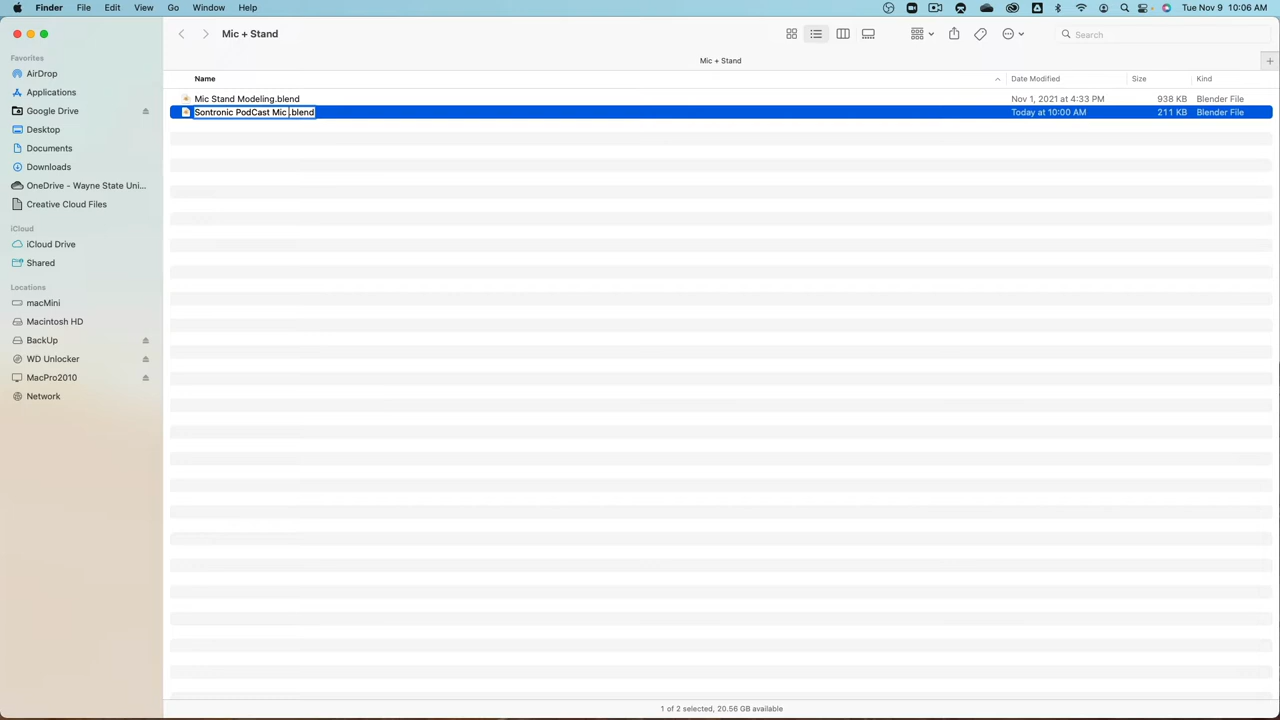 Finder File Edit View Go Window Help Tue Nov 9 10:06 AM
Mic + Stand Search
Favorites
AirDrop
Applications
Google Drive
Desktop
Documents
Downloads
OneDrive - Wayne State Uni...
Creative Cloud Files
iCloud
iCloud Drive
Shared
Locations
macMini
Macintosh HD
BackUp
WD Unlocker
MacPro2010
Network
Mic + Stand
Name Date Modified Size Kind
Mic Stand Modeling.blend Nov 1, 2021 at 4:33 PM 938 KB Blender File
Sontronic PodCast Mic .blend Today at 10:00 AM 211 KB Blender File
1 of 2 selected, 20.56 GB available